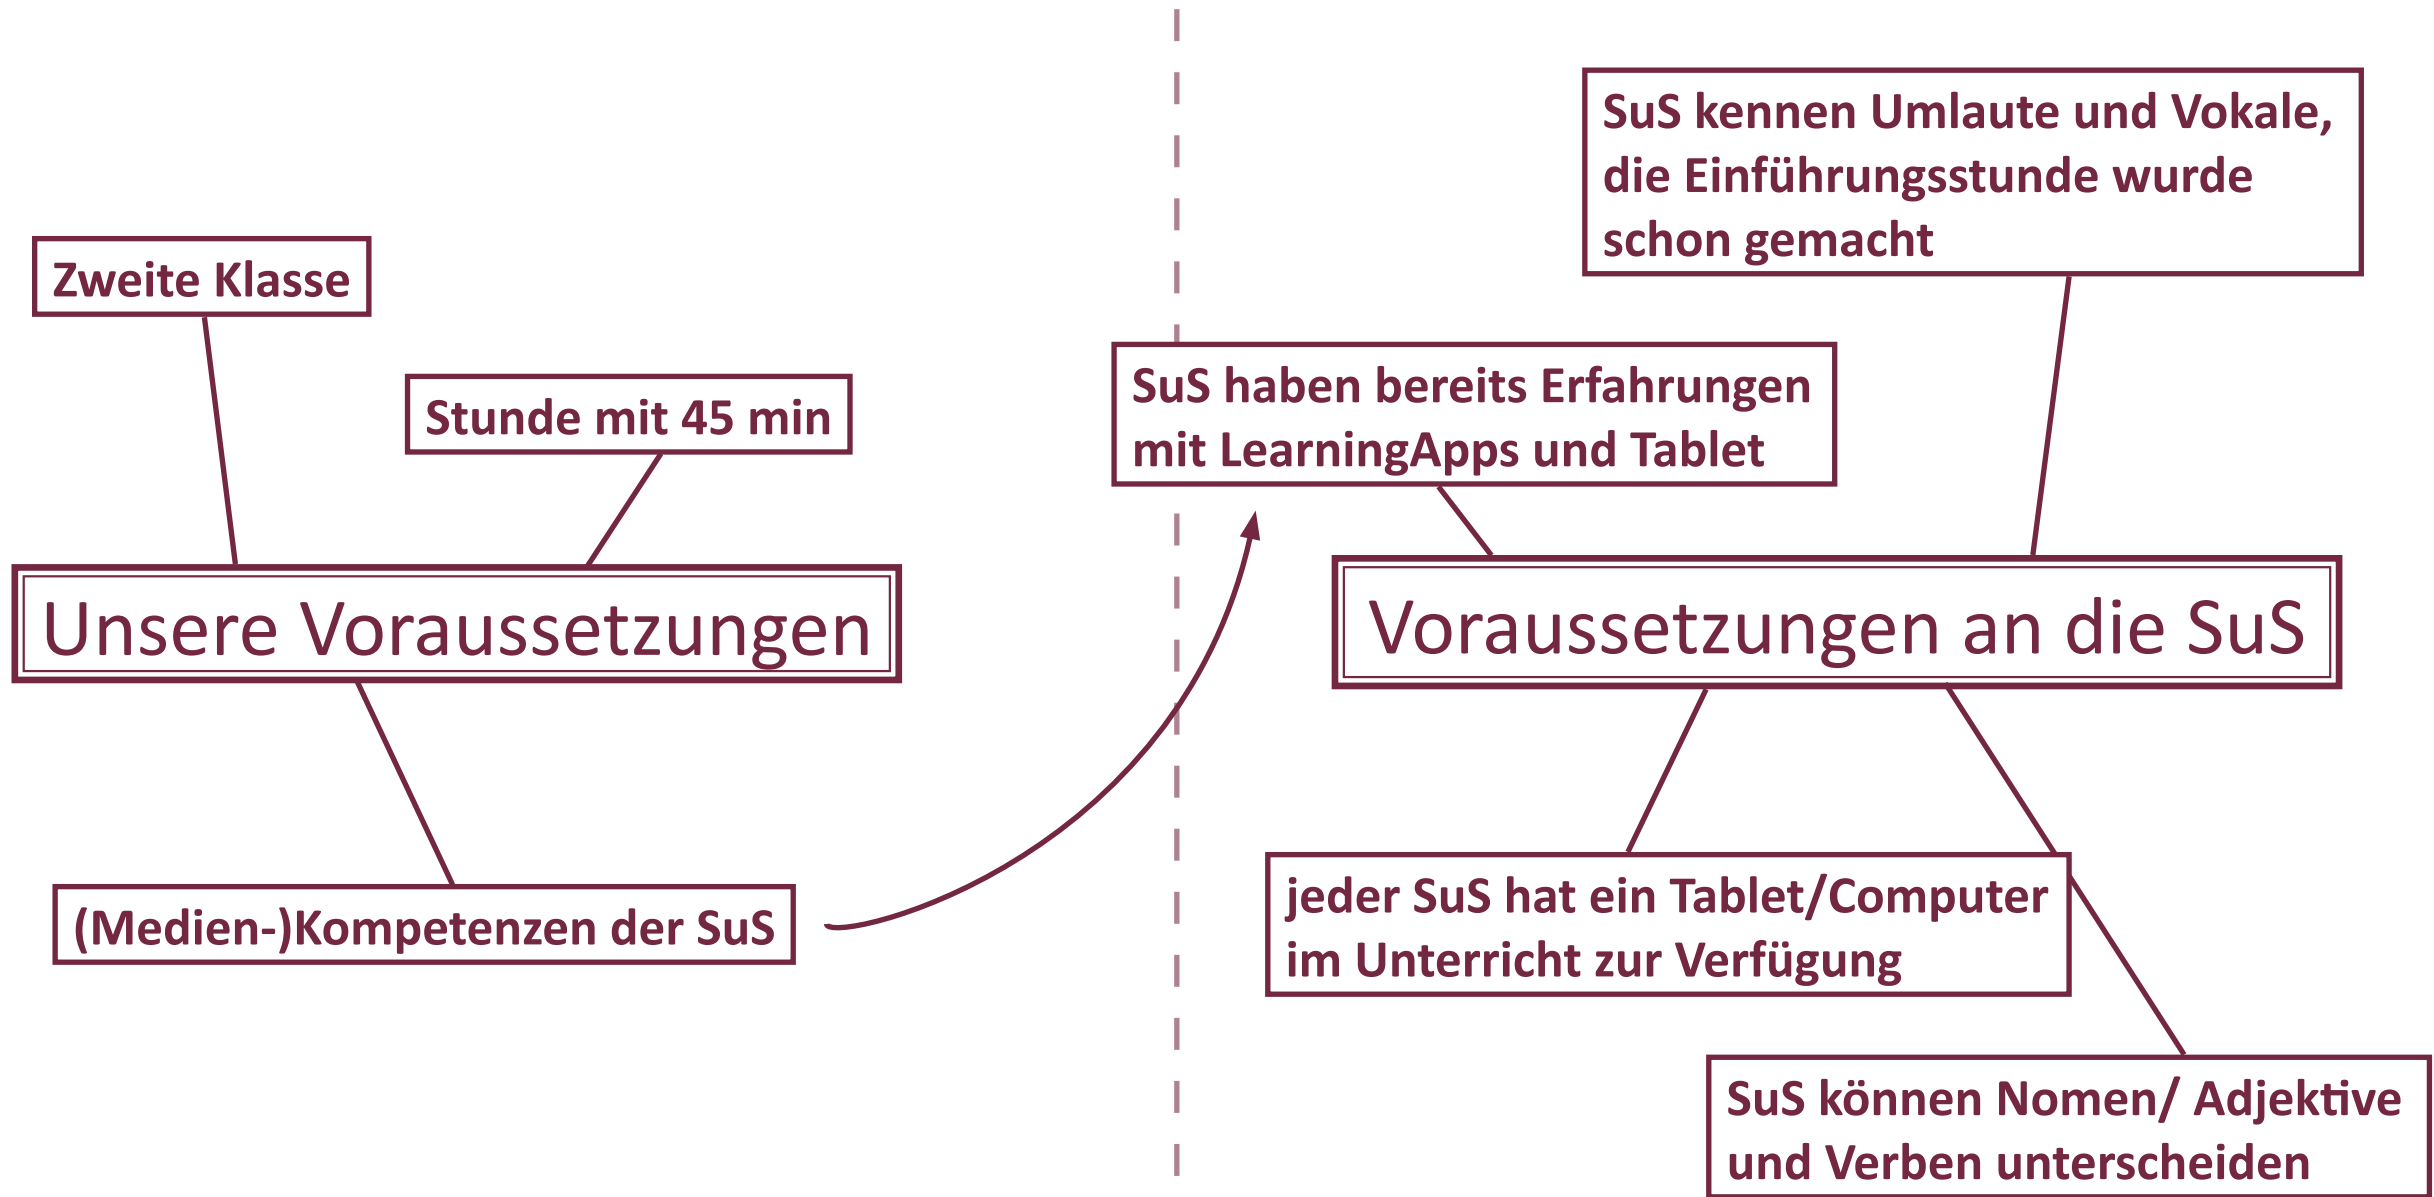 Zweite Klasse
Stunde mit 45 min
Unsere Voraussetzungen
(Medien-)Kompetenzen der SuS
SuS kennen Umlaute und Vokale,
die Einführungsstunde wurde
schon gemacht
SuS haben bereits Erfahrungen
mit LearningApps und Tablet
Voraussetzungen an die SuS
jeder SuS hat ein Tablet/Computer
im Unterricht zur Verfügung
SuS können Nomen/ Adjektive
und Verben unterscheiden